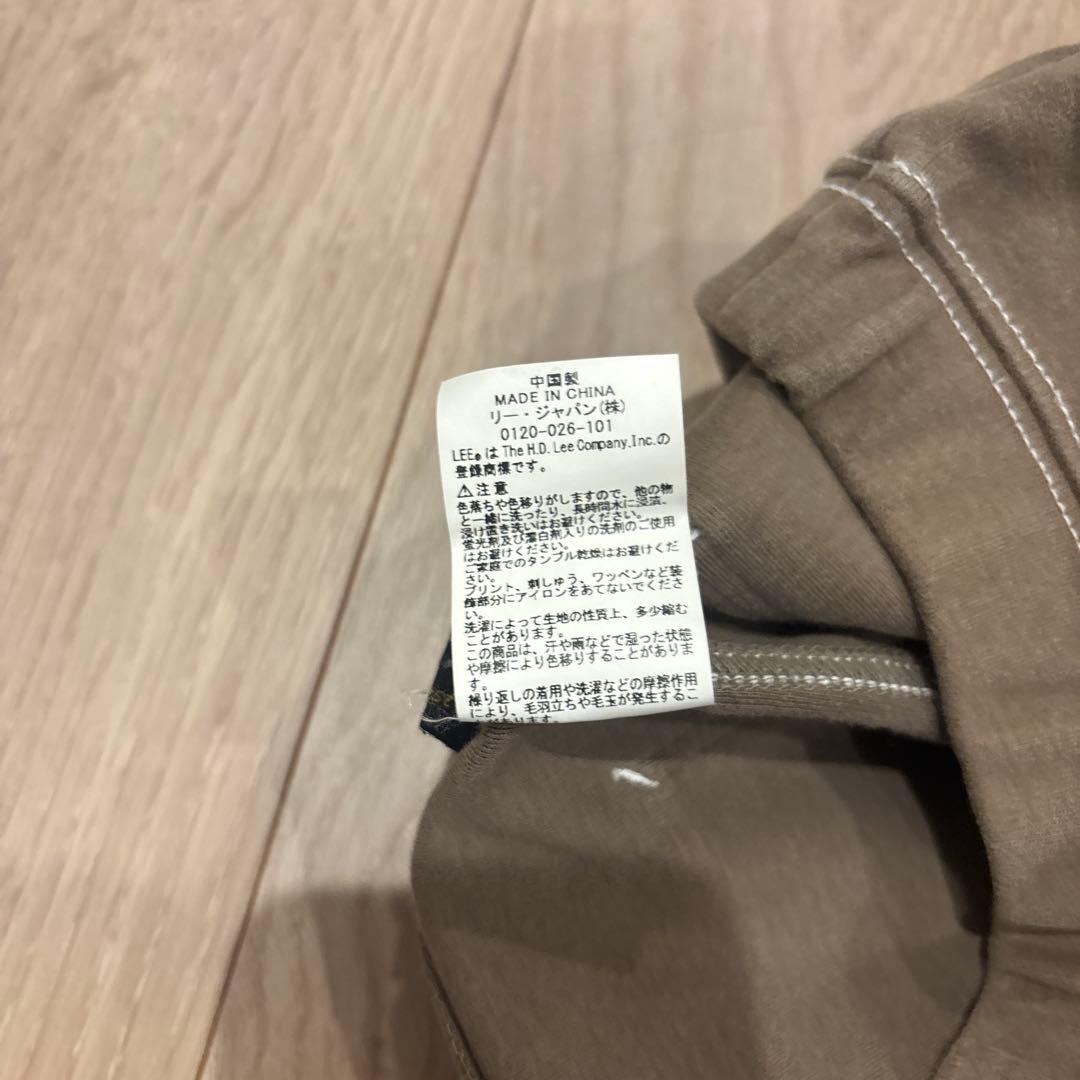 中国製
MADE IN CHINA
リー・ジャパン(株)
0120-026-101
LEE® は The H.D. Lee Company,Inc.の
登録商標です。
⚠注意
色落ちや色移りがしますので、他の物
と一緒に洗ったり、長時間水に浸漬、
浸け置き洗いはお避けください。
蛍光剤及び漂白剤入りの洗剤のご使用
はお避けください。
ご家庭でのタンブル乾燥はお避けくだ
さい。
プリント、刺しゅう、ワッペンなど装
飾部分にアイロンをあてないでくださ
い。
洗濯によって生地の性質上、多少縮む
ことがあります。
この商品は、汗や雨などで湿った状態
や摩擦により色移りすることがありま
す。
繰り返しの着用や洗濯などの摩擦作用
により、毛羽立ちや毛玉が発生するこ
とがあります。